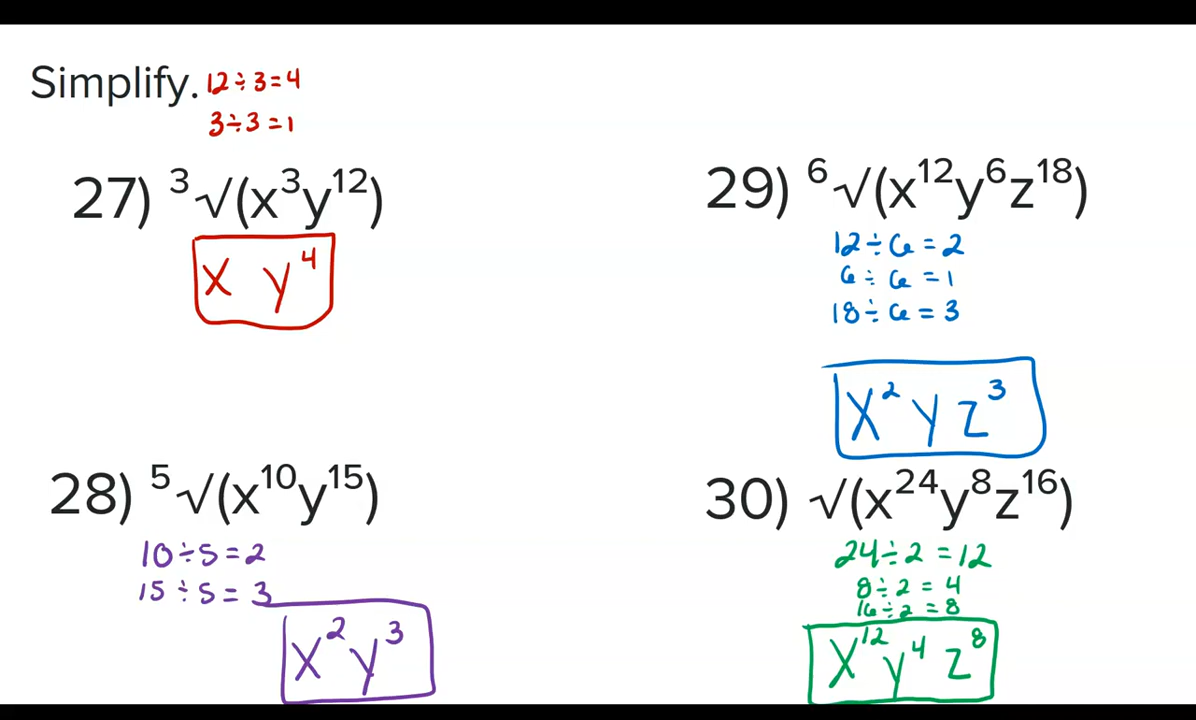 Simplify. 12÷3=4
3÷3=1
27) ³√(x³y¹²)
x y⁴
28) ⁵√(x¹⁰y¹⁵)
10÷5=2
15÷5=3
x²y³
29) ⁶√(x¹²y⁶z¹⁸)
12÷6=2
6÷6=1
18÷6=3
x²yz³
30) √(x²⁴y⁸z¹⁶)
24÷2=12
8÷2=4
16÷2=8
x¹²y⁴z⁸